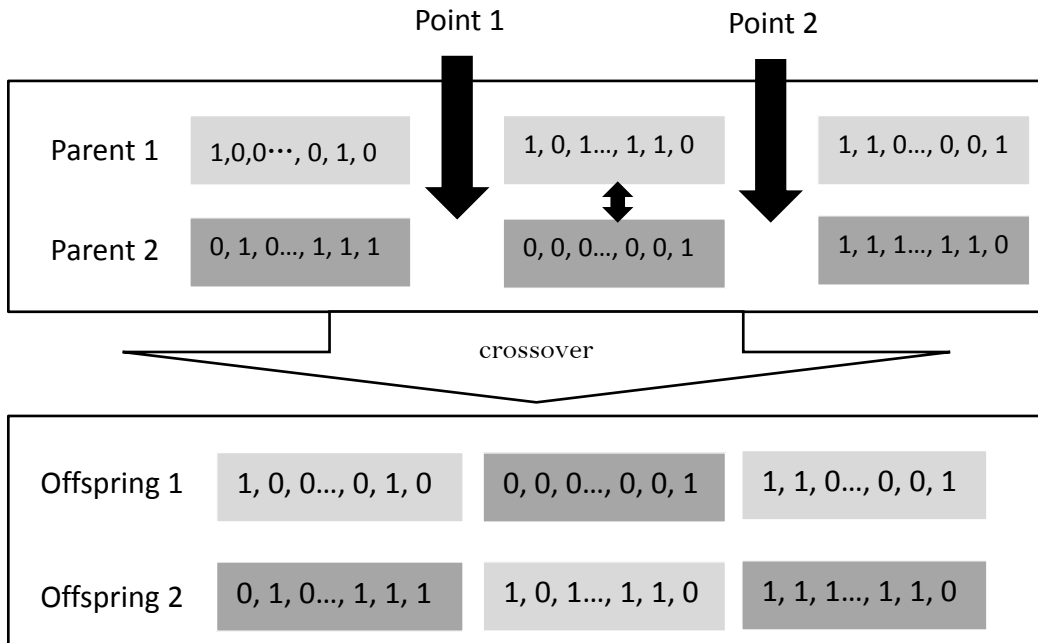 Point 1 Point 2
Parent 1 1,0,0⋯, 0, 1, 0 1, 0, 1..., 1, 1, 0 1, 1, 0..., 0, 0, 1
Parent 2 0, 1, 0..., 1, 1, 1 0, 0, 0..., 0, 0, 1 1, 1, 1..., 1, 1, 0
crossover
Offspring 1 1, 0, 0..., 0, 1, 0 0, 0, 0..., 0, 0, 1 1, 1, 0..., 0, 0, 1
Offspring 2 0, 1, 0..., 1, 1, 1 1, 0, 1..., 1, 1, 0 1, 1, 1..., 1, 1, 0